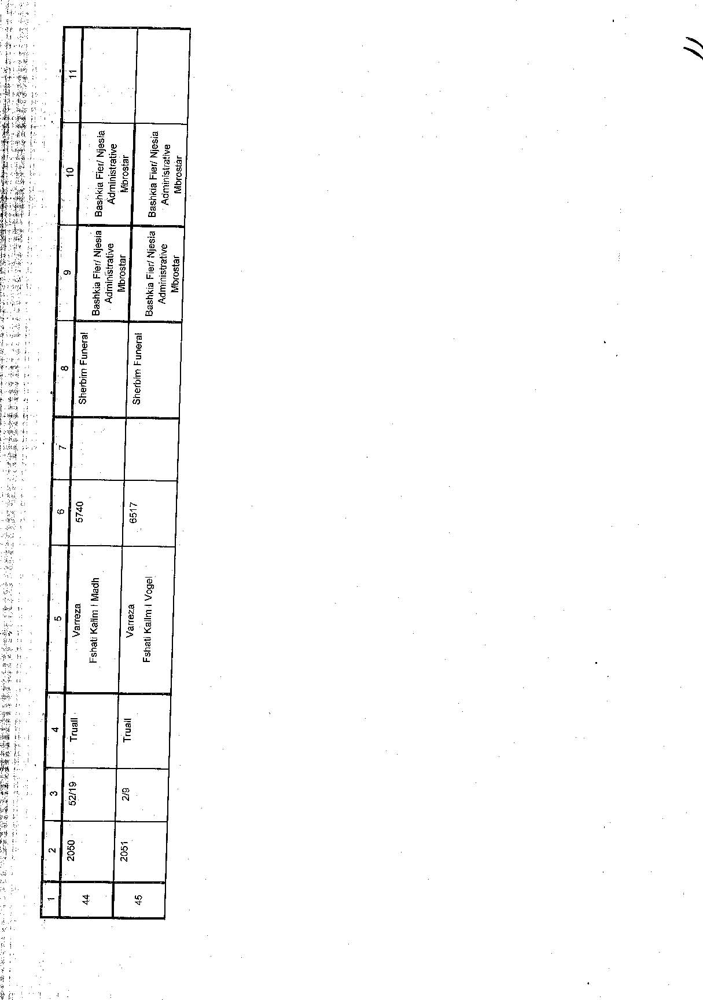 1 2 3 4 5 6 7 8 9 10 11
44 2050 52/19 Truall Varreza 5740 Sherbim Funeral Bashkia Fier/ Njesia Bashkia Fier/ Njesia
Fshati Kallm I Madh Administrative Administrative
Mbrostar Mbrostar
45 2051 2/9 Truall Varreza 6517 Sherbim Funeral Bashkia Fier/ Njesia Bashkia Fier/ Njesia
Fshati Kallm I Vogel Administrative Administrative
Mbrostar Mbrostar